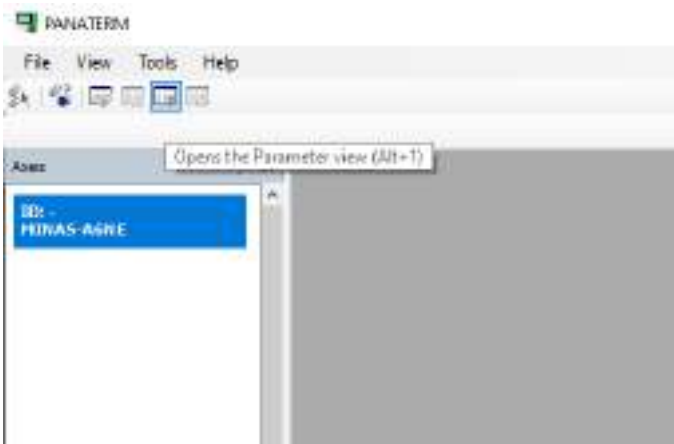 PANATERM
File View Tools Help
Opens the Parameter view (Alt+1)
Axes
ID: -
MINAS-A6NE